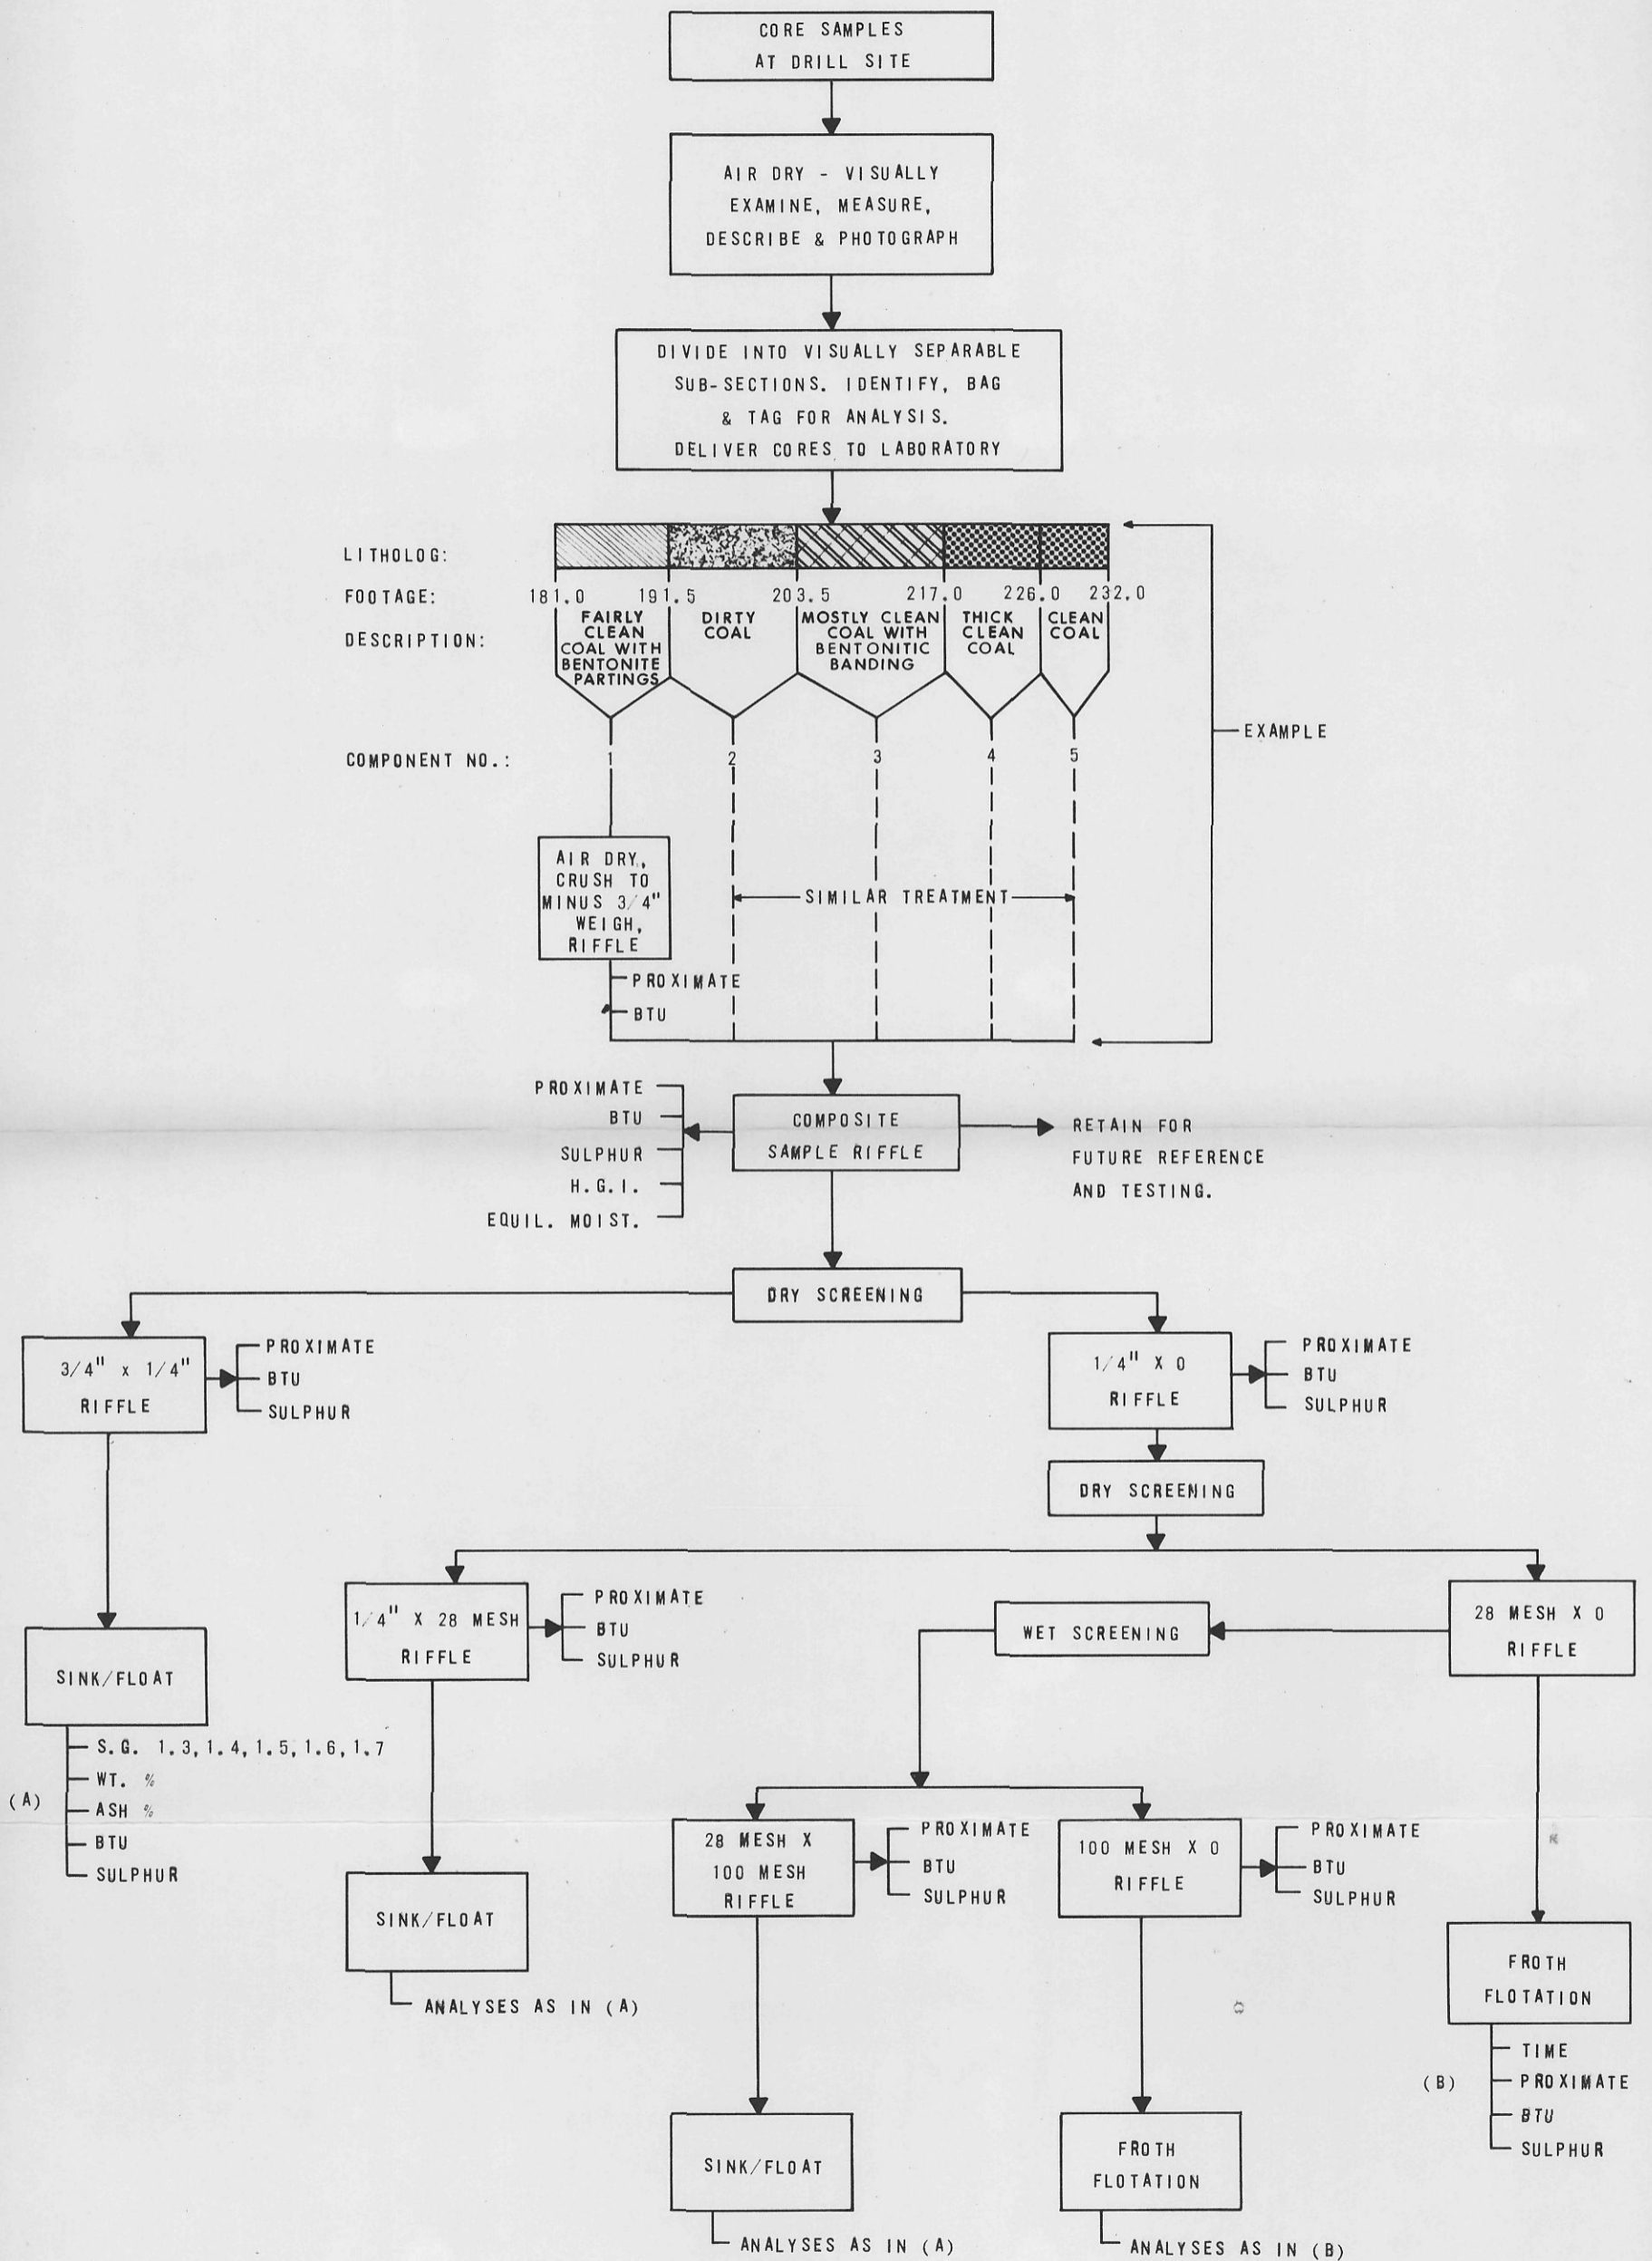 CORE SAMPLES
AT DRILL SITE
AIR DRY - VISUALLY
EXAMINE, MEASURE,
DESCRIBE & PHOTOGRAPH
DIVIDE INTO VISUALLY SEPARABLE
SUB-SECTIONS. IDENTIFY, BAG
& TAG FOR ANALYSIS.
DELIVER CORES TO LABORATORY
LITHOLOG:
FOOTAGE:
181.0 191.5 203.5 217.0 226.0 232.0
DESCRIPTION:
FAIRLY
CLEAN
COAL WITH
BENTONITE
PARTINGS
DIRTY
COAL
MOSTLY CLEAN
COAL WITH
BENTONITIC
BANDING
THICK
CLEAN
COAL
CLEAN
COAL
EXAMPLE
COMPONENT NO.: 1 2 3 4 5
AIR DRY,
CRUSH TO
MINUS 3/4"
WEIGH,
RIFFLE
SIMILAR TREATMENT
PROXIMATE
BTU
PROXIMATE
BTU
SULPHUR
H.G.I.
EQUIL. MOIST.
COMPOSITE
SAMPLE RIFFLE
RETAIN FOR
FUTURE REFERENCE
AND TESTING.
DRY SCREENING
3/4" x 1/4"
RIFFLE
PROXIMATE
BTU
SULPHUR
1/4" X 0
RIFFLE
PROXIMATE
BTU
SULPHUR
DRY SCREENING
1/4" X 28 MESH
RIFFLE
PROXIMATE
BTU
SULPHUR
WET SCREENING
28 MESH X 0
RIFFLE
SINK/FLOAT
(A)
S.G. 1.3, 1.4, 1.5, 1.6, 1.7
WT. %
ASH %
BTU
SULPHUR
SINK/FLOAT
ANALYSES AS IN (A)
28 MESH X
100 MESH
RIFFLE
PROXIMATE
BTU
SULPHUR
100 MESH X 0
RIFFLE
PROXIMATE
BTU
SULPHUR
FROTH
FLOTATION
(B)
TIME
PROXIMATE
BTU
SULPHUR
SINK/FLOAT
ANALYSES AS IN (A)
FROTH
FLOTATION
ANALYSES AS IN (B)